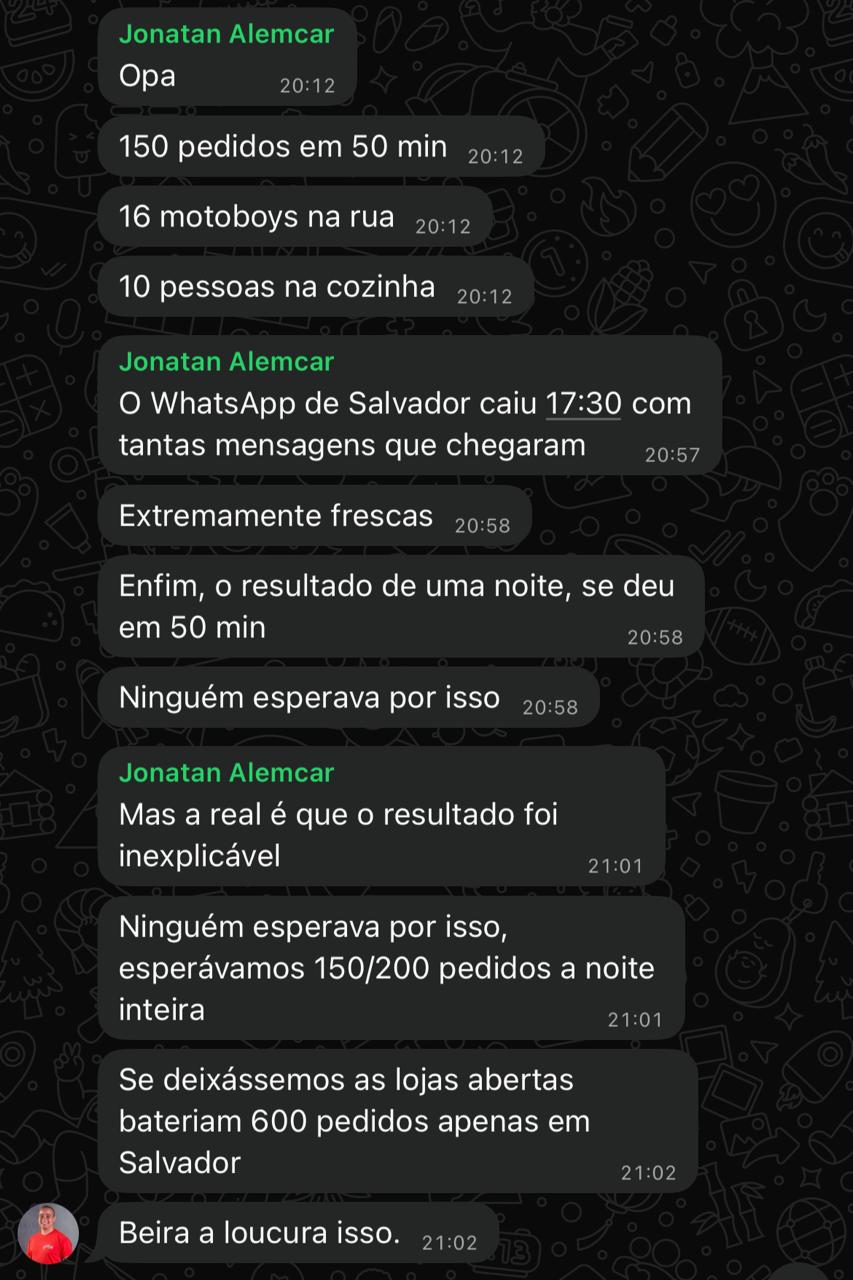 Jonatan Alemcar
Opa 20:12
150 pedidos em 50 min 20:12
16 motoboys na rua 20:12
10 pessoas na cozinha 20:12
Jonatan Alemcar
O WhatsApp de Salvador caiu 17:30 com
tantas mensagens que chegaram 20:57
Extremamente frescas 20:58
Enfim, o resultado de uma noite, se deu
em 50 min 20:58
Ninguém esperava por isso 20:58
Jonatan Alemcar
Mas a real é que o resultado foi
inexplicável 21:01
Ninguém esperava por isso,
esperávamos 150/200 pedidos a noite
inteira 21:01
Se deixássemos as lojas abertas
bateriam 600 pedidos apenas em
Salvador 21:02
Beira a loucura isso. 21:02